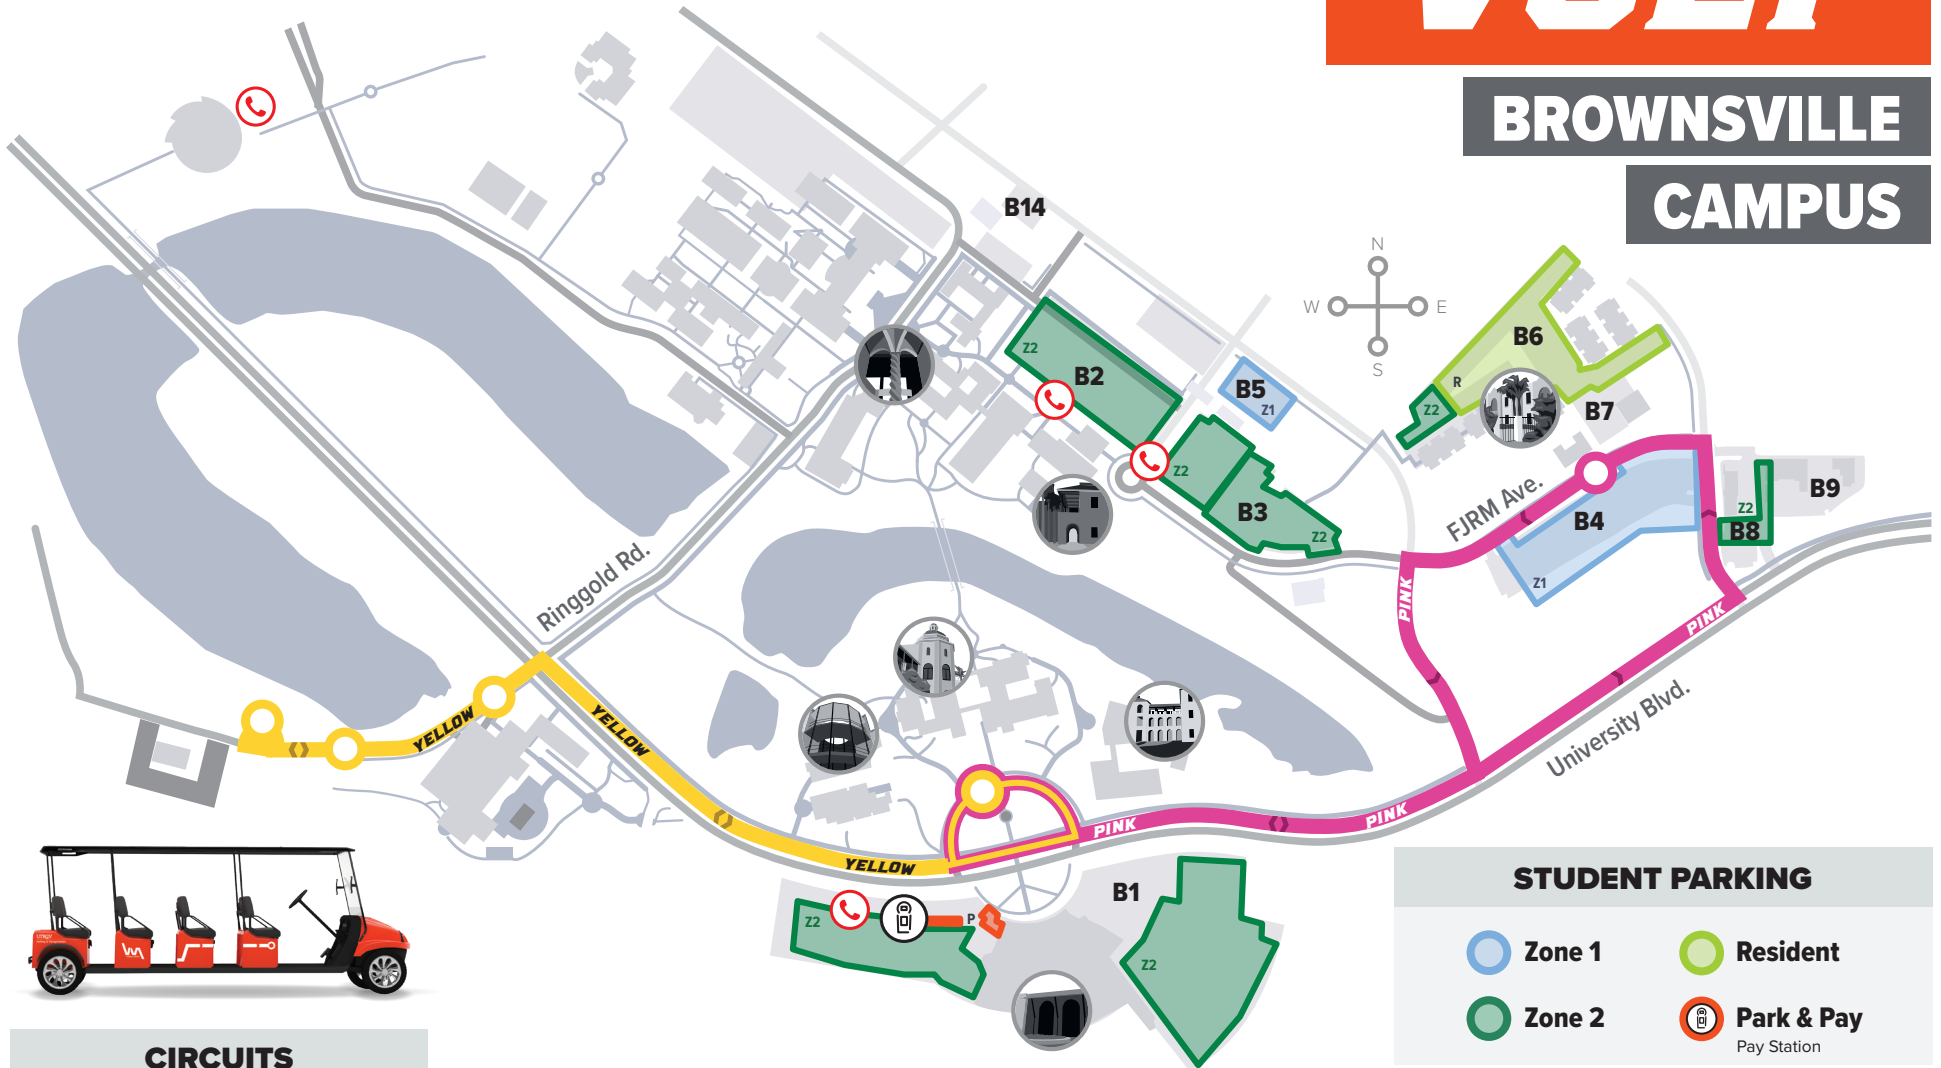 VOLT
BROWNSVILLE
CAMPUS
B14
N
W
E
S
B6
R
Z2
B7
Z2
B2
B5
Z1
Z2
B3
Z2
FJRM Ave.
B4
Z1
B9
Z2
B8
PINK
PINK
University Blvd.
Ringgold Rd.
YELLOW
YELLOW
YELLOW
PINK
PINK
B1
Z2
P
Z2
STUDENT PARKING
Zone 1
Resident
Zone 2
Park & Pay
Pay Station
CIRCUITS